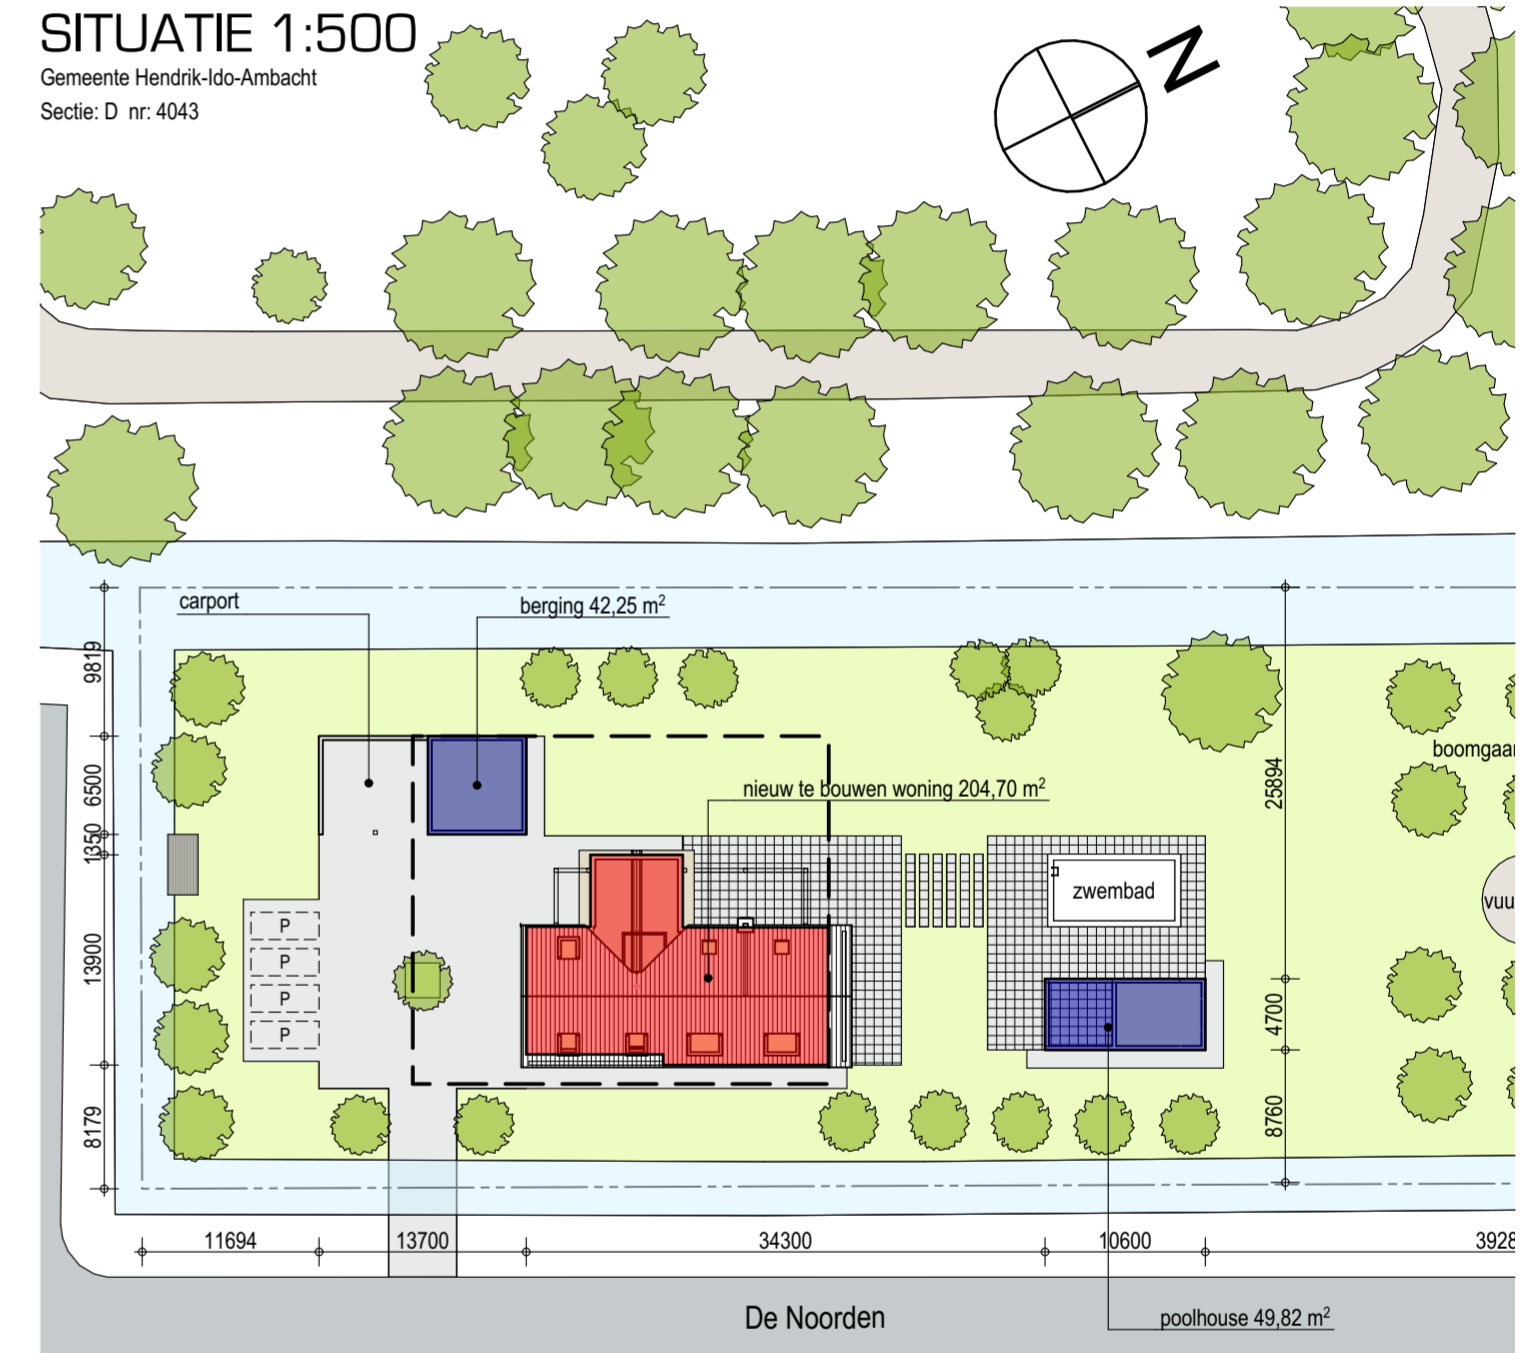 SITUATIE 1:500
Gemeente Hendrik-Ido-Ambacht
Sectie: D nr: 4043
N
carport
berging 42,25 m²
9819
6500
1350
13900
8179
nieuw te bouwen woning 204,70 m²
25894
boomgaar
zwembad
vuu
P
P
P
P
4700
8760
11694
13700
34300
10600
3928
De Noorden
poolhouse 49,82 m²